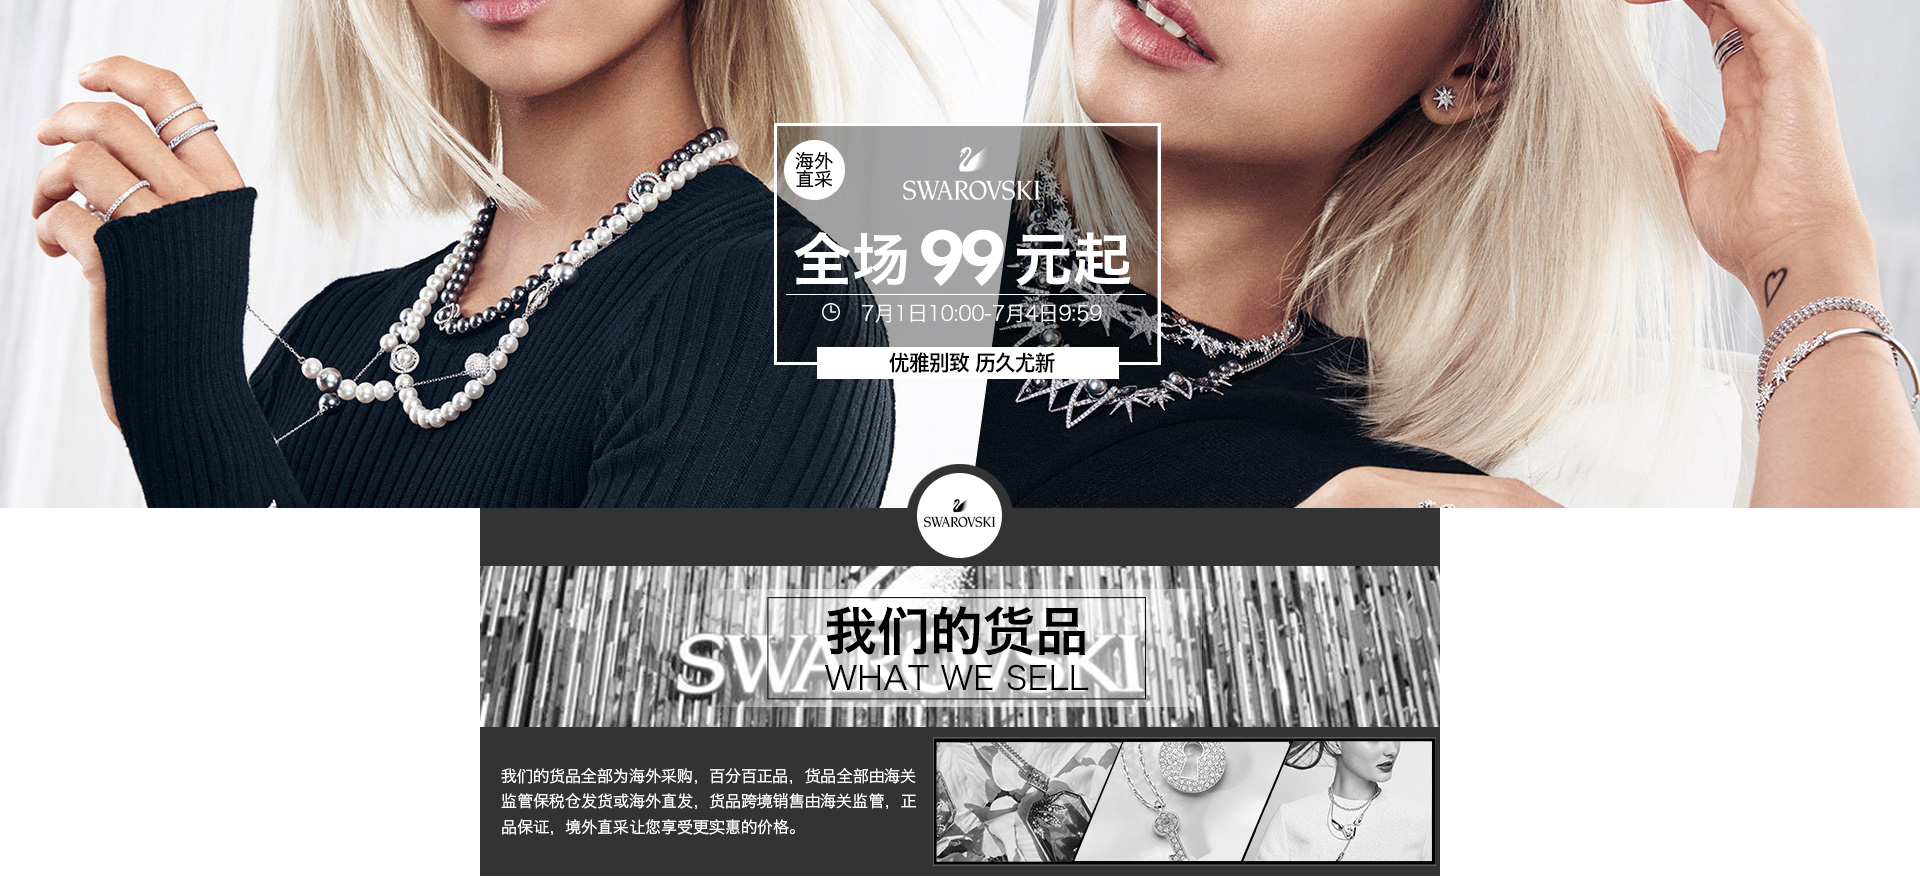 海外
直采
SWAROVSKI
全场99元起
7月1日10:00-7月4日9:59
优雅别致 历久尤新
SWAROVSKI
SWAROVSKI
我们的货品
WHAT WE SELL
我们的货品全部为海外采购，百分百正品，货品全部由海关
监管保税仓发货或海外直发，货品跨境销售由海关监管，正
品保证，境外直采让您享受更实惠的价格。